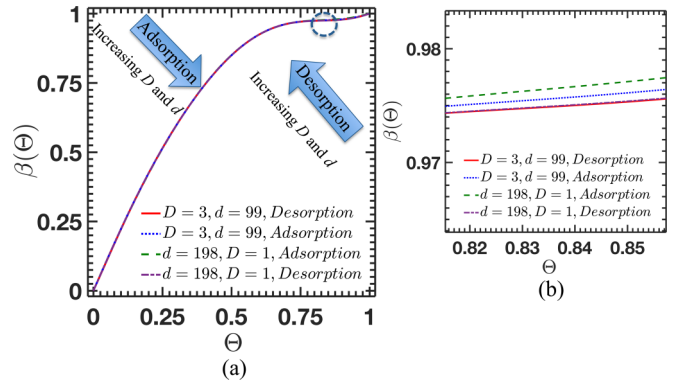 1
0.75
0.5
0.25
0
β(Θ)
Adsorption
Increasing D and d
Desorption
Increasing D and d
D = 3, d = 99, Desorption
D = 3, d = 99, Adsorption
d = 198, D = 1, Adsorption
d = 198, D = 1, Desorption
0 0.25 0.5 0.75 1
Θ
(a)
0.98
0.97
β(Θ)
D = 3, d = 99, Desorption
D = 3, d = 99, Adsorption
d = 198, D = 1, Adsorption
d = 198, D = 1, Desorption
0.82 0.83 0.84 0.85
Θ
(b)